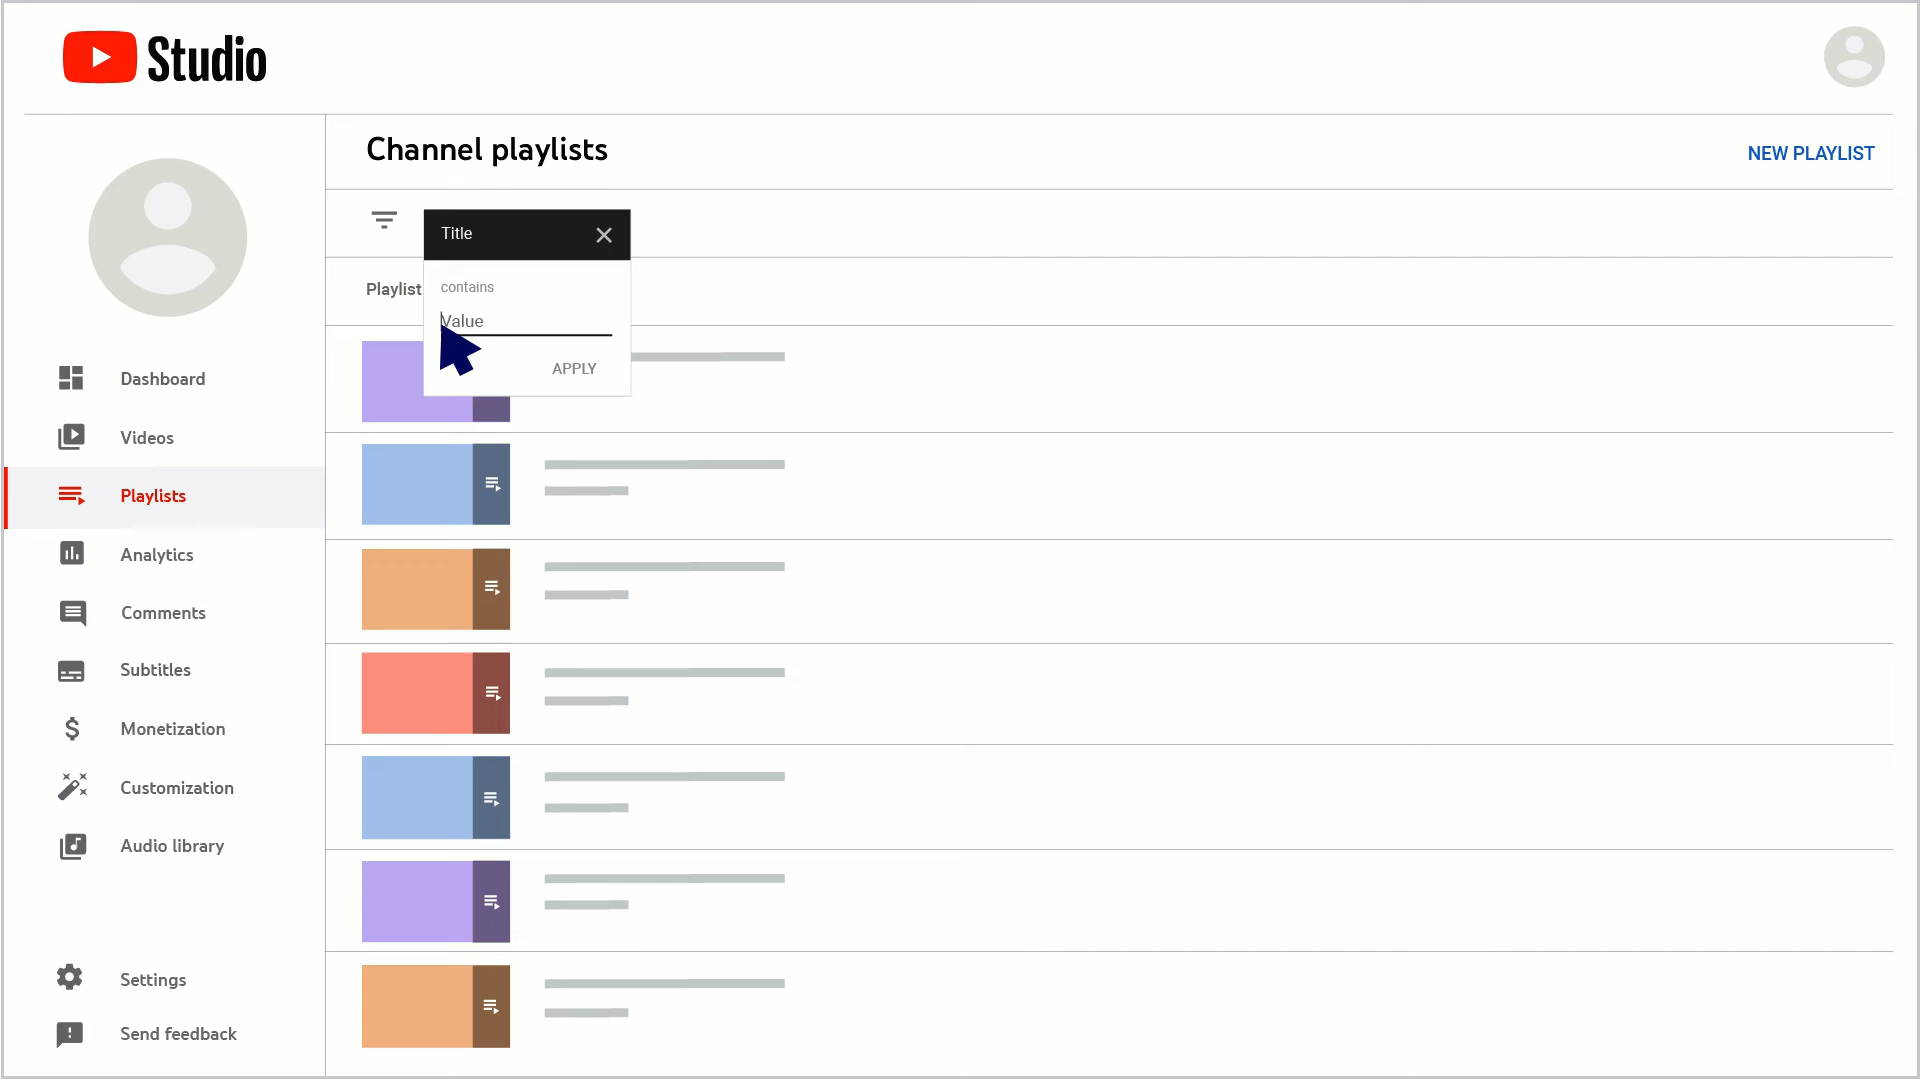 Studio
Channel playlists
NEW PLAYLIST
Title
Playlist
contains
Value
APPLY
Dashboard
Videos
Playlists
Analytics
Comments
Subtitles
Monetization
Customization
Audio library
Settings
Send feedback